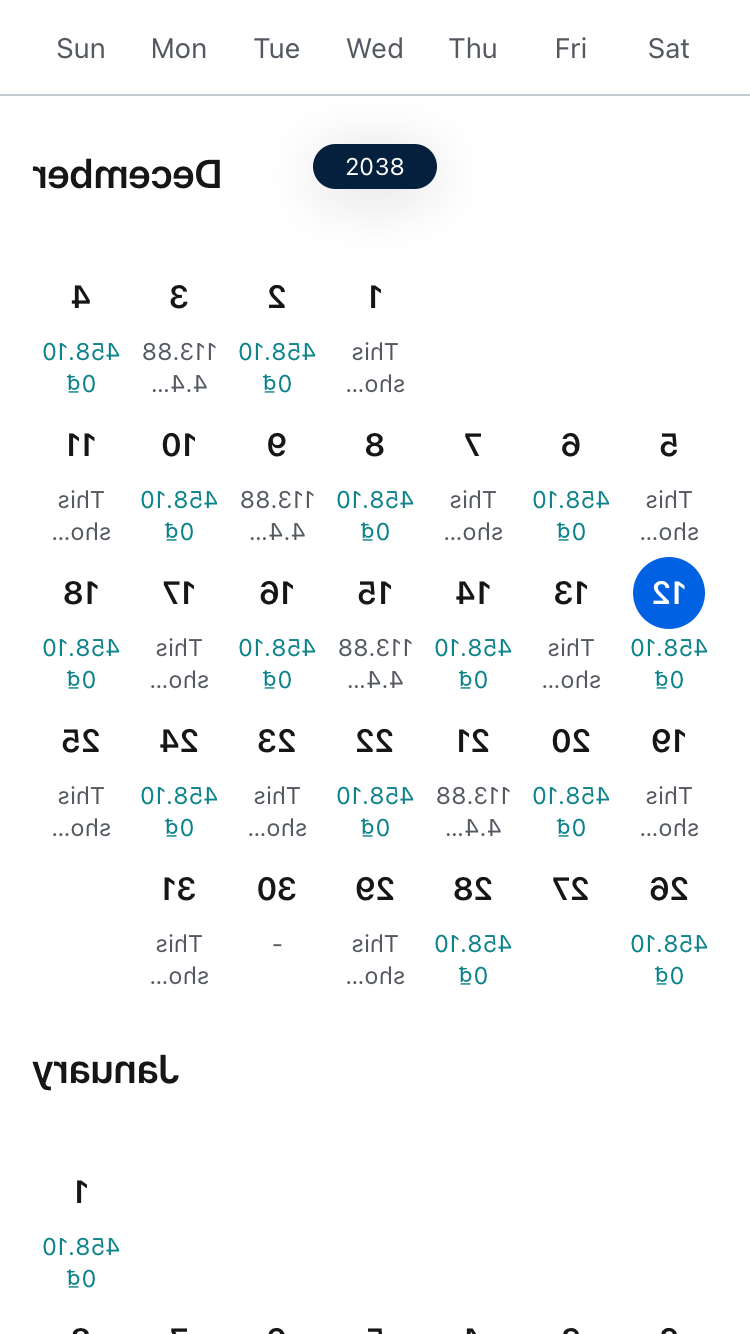 Sun Mon Tue Wed Thu Fri Sat
2038
December
1 2 3 4
This 458.10 113.88 458.10
sho... 0₫ 4.4... 0₫
5 6 7 8 9 10 11
This 458.10 This 458.10 113.88 458.10 This
sho... 0₫ sho... 0₫ 4.4... 0₫ sho...
12 13 14 15 16 17 18
458.10 This 458.10 113.88 458.10 This 458.10
0₫ sho... 0₫ 4.4... 0₫ sho... 0₫
19 20 21 22 23 24 25
This 458.10 113.88 458.10 This 458.10 This
sho... 0₫ 4.4... 0₫ sho... 0₫ sho...
26 27 28 29 30 31
458.10 458.10 This - This
0₫ 0₫ sho... sho...
January
1
458.10
0₫